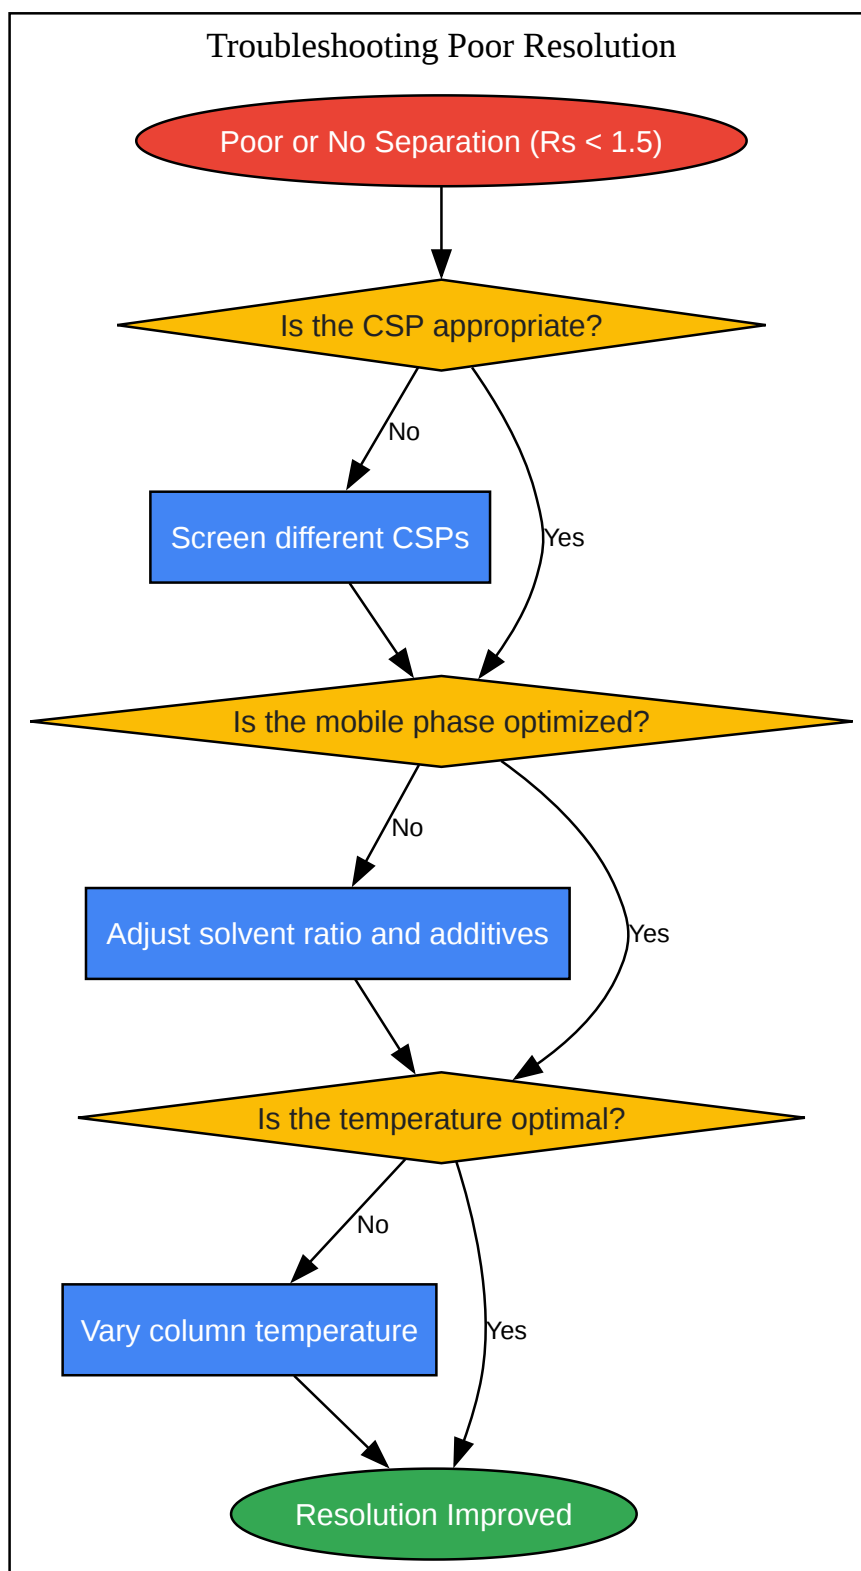 Troubleshooting Poor Resolution
Poor or No Separation (Rs < 1.5)
Is the CSP appropriate?
No
Screen different CSPs
Yes
Is the mobile phase optimized?
No
Adjust solvent ratio and additives
Yes
Is the temperature optimal?
No
Vary column temperature
Yes
Resolution Improved